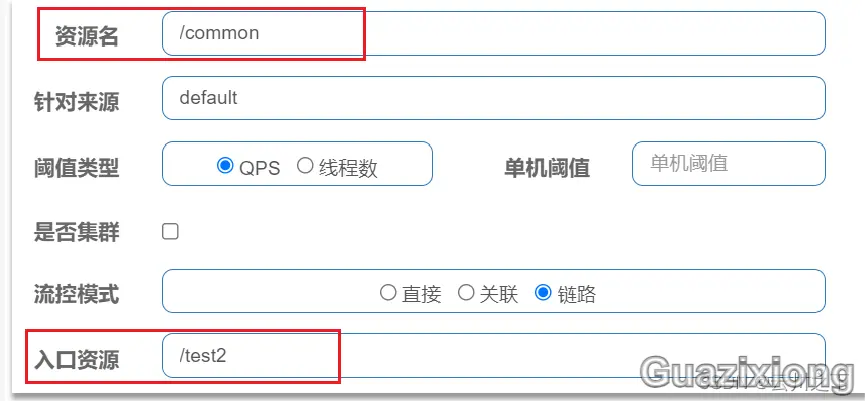 资源名 /common
针对来源 default
阈值类型 QPS 线程数 单机阈值 单机阈值
是否集群
流控模式 直接 关联 链路
入口资源 /test2
Guazixiong